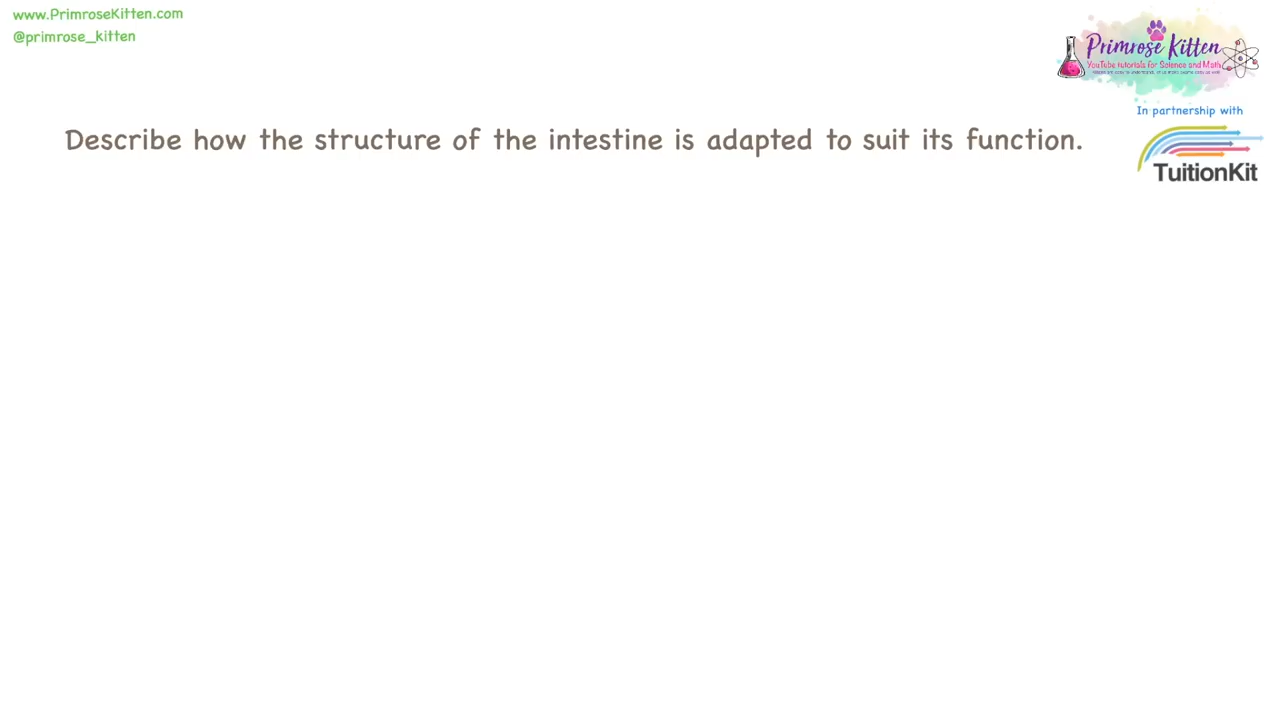 www.PrimroseKitten.com
@primrose_kitten
Primrose Kitten
YouTube tutorials for Science and Math
In partnership with
TuitionKit
Describe how the structure of the intestine is adapted to suit its function.